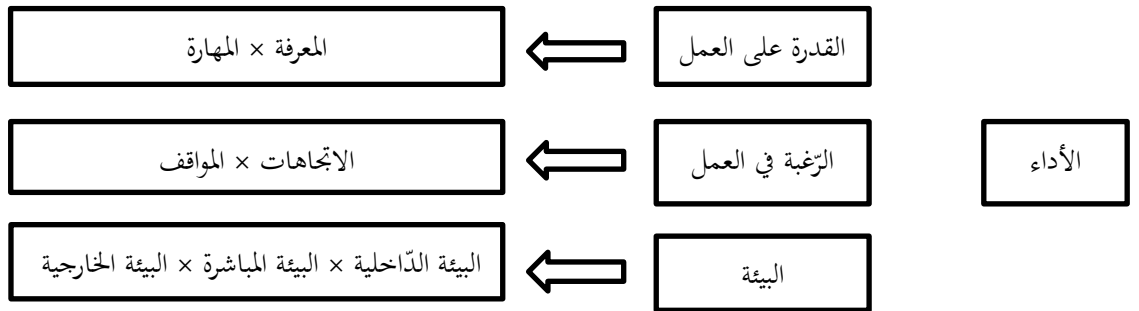 القدرة على العمل
المعرفة × المهارة
الأداء
الرّغبة في العمل
الاتجاهات × المواقف
البيئة
البيئة الدّاخلية × البيئة المباشرة × البيئة الخارجية